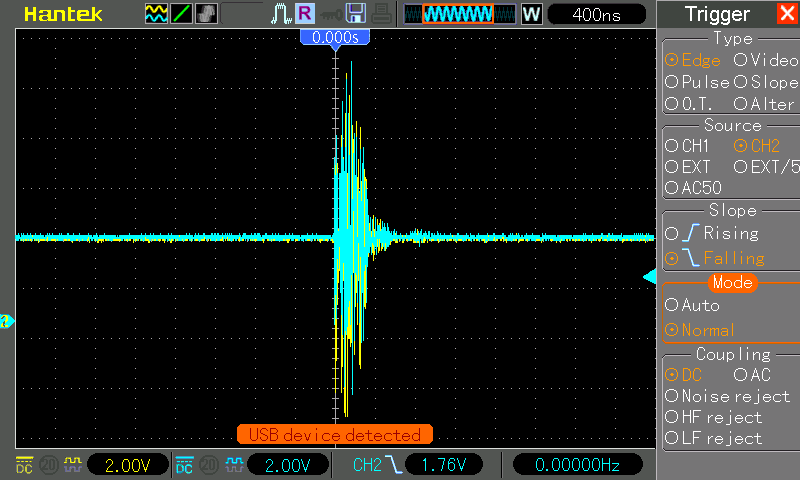 Hantek R W 400ns Trigger
0.000s
Type
Edge Video
Pulse Slope
O.T. Alter
Source
CH1 CH2
EXT EXT/5
AC50
Slope
Rising
Falling
Mode
Auto
Normal
Coupling
DC AC
Noise reject
HF reject
LF reject
USB device detected
DC 20 2.00V DC 20 2.00V CH2 1.76V 0.00000Hz